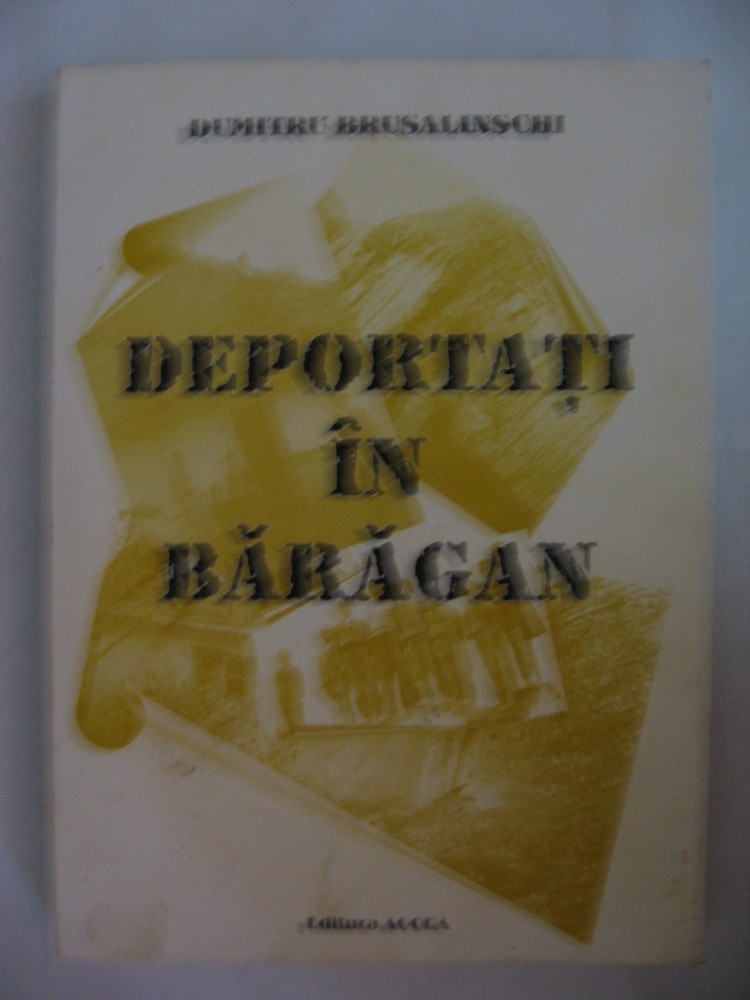 DUMITRU BRUSALINSCHI
DEPORTAȚI
ÎN
BĂRĂGAN
Editura AGORA